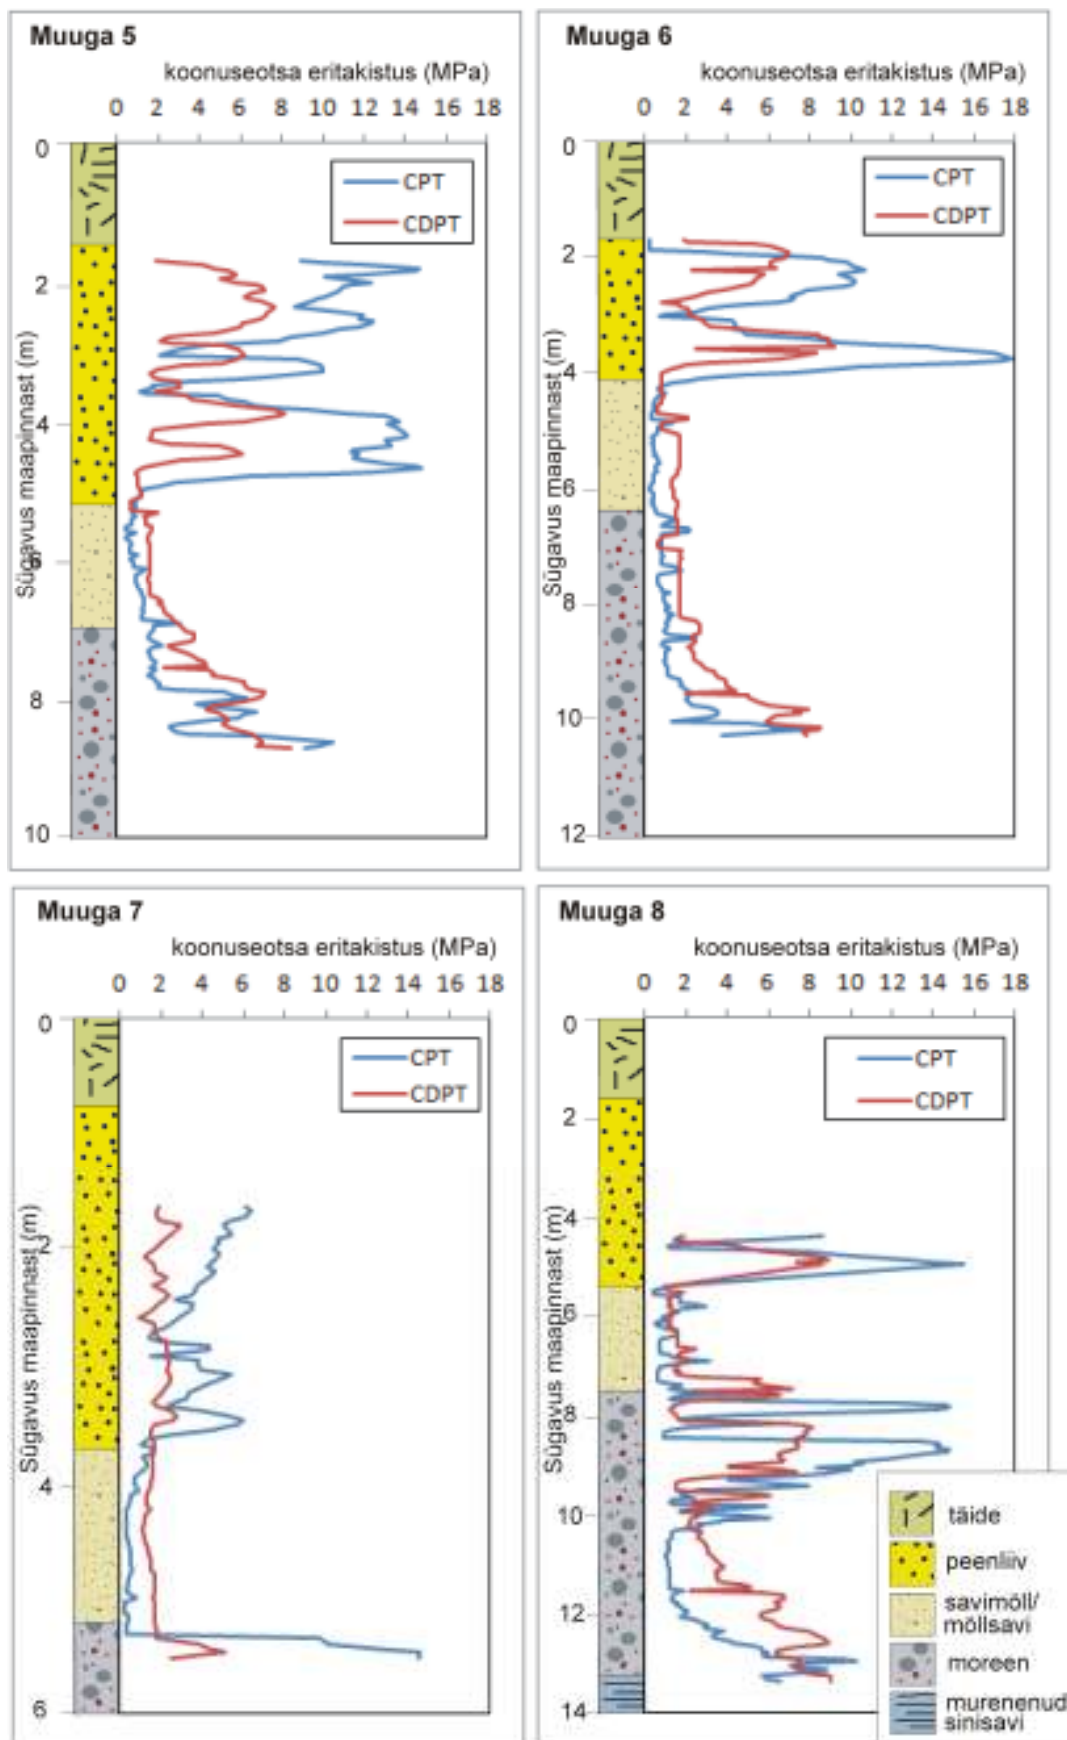 Muuga 5
koonuseotsa eritakistus (MPa)
0 2 4 6 8 10 12 14 16 18
CPT
CDPT
Sügavus maapinnast (m)
0
2
4
6
8
10
Muuga 6
koonuseotsa eritakistus (MPa)
0 2 4 6 8 10 12 14 16 18
CPT
CDPT
Sügavus maapinnast (m)
0
2
4
6
8
10
12
Muuga 7
koonuseotsa eritakistus (MPa)
0 2 4 6 8 10 12 14 16 18
CPT
CDPT
Sügavus maapinnast (m)
0
2
4
6
Muuga 8
koonuseotsa eritakistus (MPa)
0 2 4 6 8 10 12 14 16 18
CPT
CDPT
Sügavus maapinnast (m)
0
2
4
6
8
10
12
14
täide
peenliiv
savimöll/
möllsavi
moreen
murenenud
sinisavi